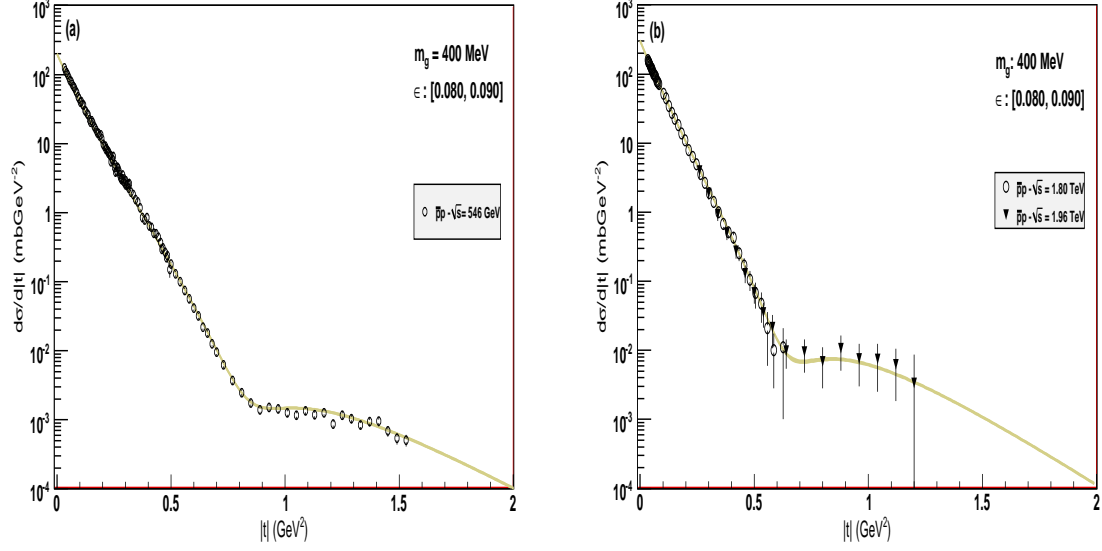 (a)
m_g = 400 MeV
ϵ : [0.080, 0.090]
p̅p - √s= 546 GeV
dσ/d|t| (mbGeV⁻²)
10³
10²
10
1
10⁻¹
10⁻²
10⁻³
10⁻⁴
0 0.5 1 1.5 2
|t| (GeV²)
(b)
m_g: 400 MeV
ϵ: [0.080, 0.090]
p̅p - √s = 1.80 TeV
p̅p - √s = 1.96 TeV
dσ/d|t| (mbGeV⁻²)
10³
10²
10
1
10⁻¹
10⁻²
10⁻³
10⁻⁴
0 0.5 1 1.5 2
|t| (GeV²)